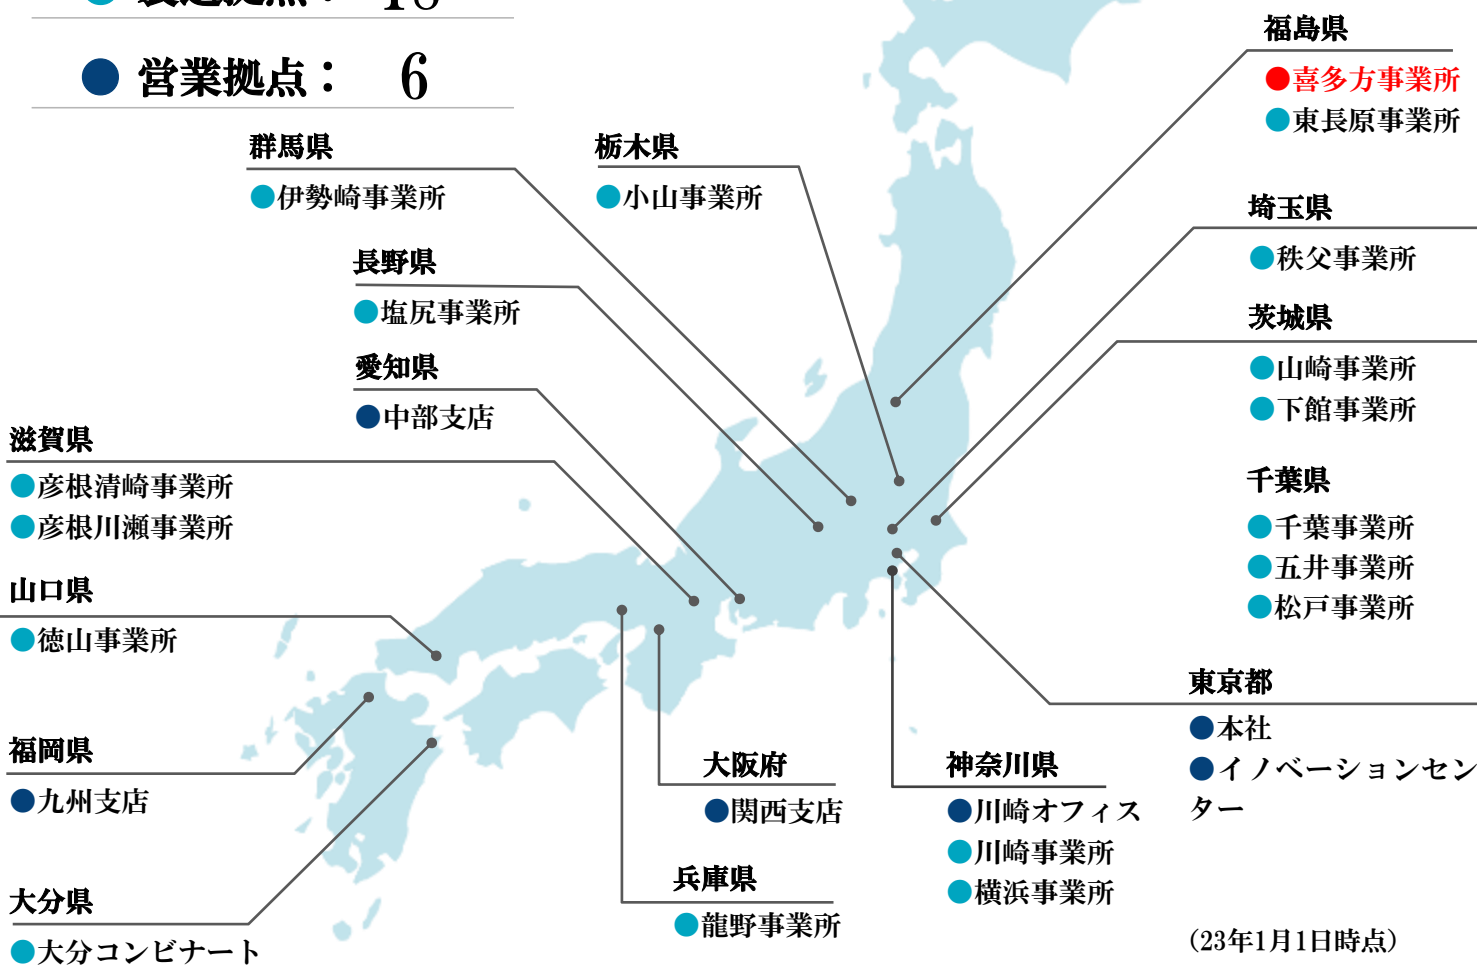 営業拠点： 6
福島県
●喜多方事業所
●東長原事業所
群馬県
●伊勢崎事業所
栃木県
●小山事業所
埼玉県
●秩父事業所
長野県
●塩尻事業所
茨城県
●山崎事業所
●下館事業所
愛知県
●中部支店
滋賀県
●彦根清崎事業所
●彦根川瀬事業所
千葉県
●千葉事業所
●五井事業所
●松戸事業所
山口県
●徳山事業所
東京都
●本社
●イノベーションセン
ター
福岡県
●九州支店
大阪府
●関西支店
神奈川県
●川崎オフィス
●川崎事業所
●横浜事業所
兵庫県
●龍野事業所
大分県
●大分コンビナート
（23年1月1日時点）